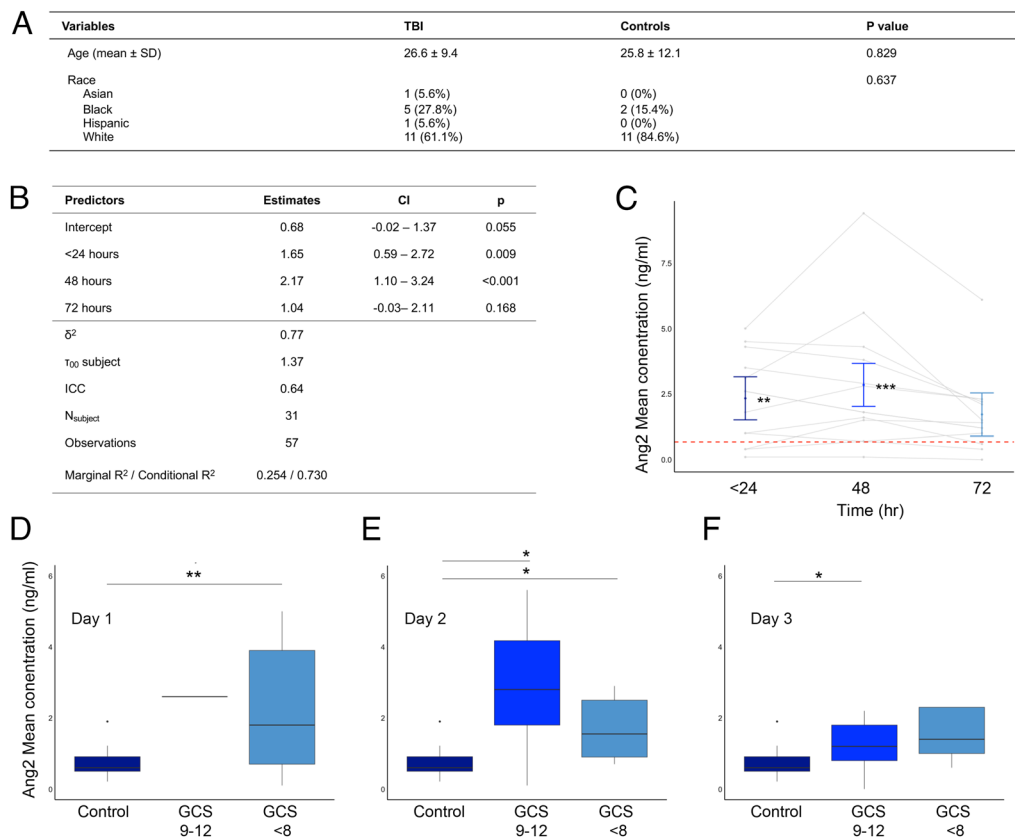 A
Variables TBI Controls P value
Age (mean ± SD) 26.6 ± 9.4 25.8 ± 12.1 0.829
Race 0.637
Asian 1 (5.6%) 0 (0%)
Black 5 (27.8%) 2 (15.4%)
Hispanic 1 (5.6%) 0 (0%)
White 11 (61.1%) 11 (84.6%)
B
Predictors Estimates CI p
Intercept 0.68 -0.02 – 1.37 0.055
<24 hours 1.65 0.59 – 2.72 0.009
48 hours 2.17 1.10 – 3.24 <0.001
72 hours 1.04 -0.03– 2.11 0.168
δ² 0.77
τ₀₀ subject 1.37
ICC 0.64
Nsubject 31
Observations 57
Marginal R² / Conditional R² 0.254 / 0.730
C
Ang2 Mean conentration (ng/ml)
7.5
5.0
2.5
0.0
**
***
<24 48 72
Time (hr)
D
Ang2 Mean conentration (ng/ml)
6
4
2
0
**
Day 1
Control GCS GCS
9-12 <8
E
6
4
2
0
*
*
Day 2
Control GCS GCS
9-12 <8
F
6
4
2
0
*
Day 3
Control GCS GCS
9-12 <8